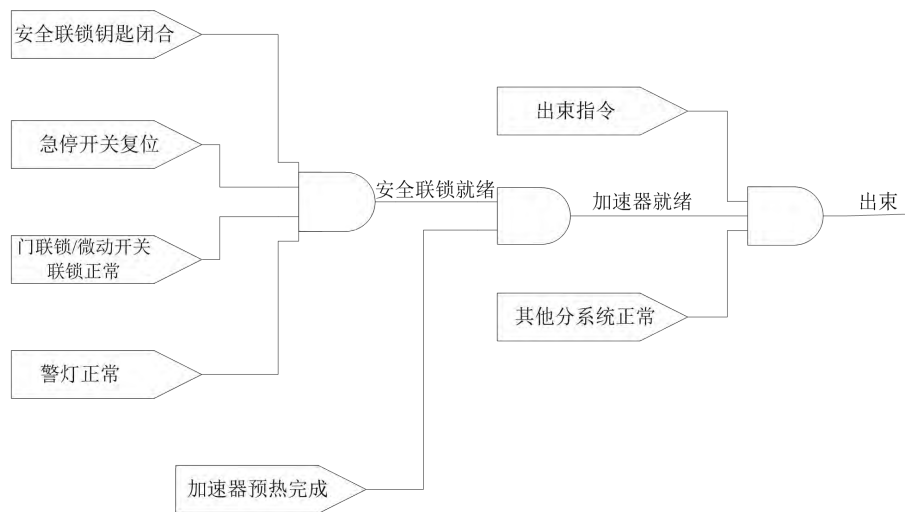 安全联锁钥匙闭合
急停开关复位
门联锁/微动开关
联锁正常
警灯正常
加速器预热完成
安全联锁就绪
出束指令
加速器就绪
其他分系统正常
出束